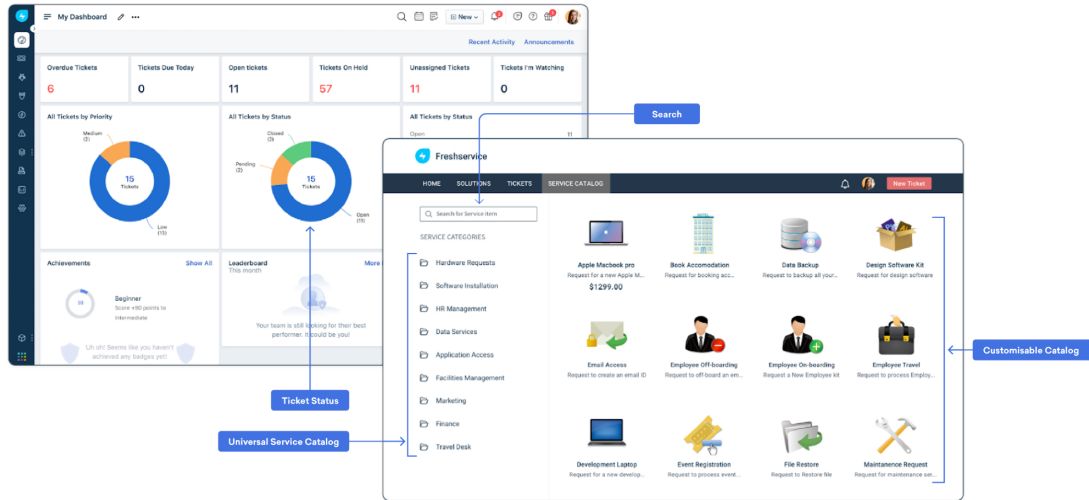 My Dashboard
New
Recent Activity
Announcements
Overdue Tickets
6
Tickets Due Today
0
Open tickets
11
Tickets On Hold
57
Unassigned Tickets
11
Tickets I'm Watching
0
All Tickets by Priority
Medium
(2)
15
Tickets
Low
(13)
All Tickets by Status
Closed
(2)
Pending
(2)
15
Tickets
Open
(11)
All Tickets by Status
Open
11
Achievements
Show All
Beginner
Score +90 points to
intermediate
Uh oh! Seems like you haven't
achieved any badges yet!
Leaderboard
This month
More
Your team is still looking for their best
performer. It could be you!
Search
Ticket Status
Universal Service Catalog
Customisable Catalog
Freshservice
HOME
SOLUTIONS
TICKETS
SERVICE CATALOG
New Ticket
Search for Service item
SERVICE CATEGORIES
Hardware Requests
Software Installation
HR Management
Data Services
Application Access
Facilities Management
Marketing
Finance
Travel Desk
Apple Macbook pro
Request for a new Apple M...
$1299.00
Book Accomodation
Request for booking acc...
Data Backup
Request to backup all your...
Design Software Kit
Request for design software
Email Access
Request to create an email ID
Employee Off-boarding
Request to off-board an em...
Employee On-boarding
Request a New Employee kit
Employee Travel
Request to process Employ...
Development Laptop
Request for a new develop...
Event Registration
Request to process event...
File Restore
Request to Restore file
Maintanence Request
Request for maintenance ser...